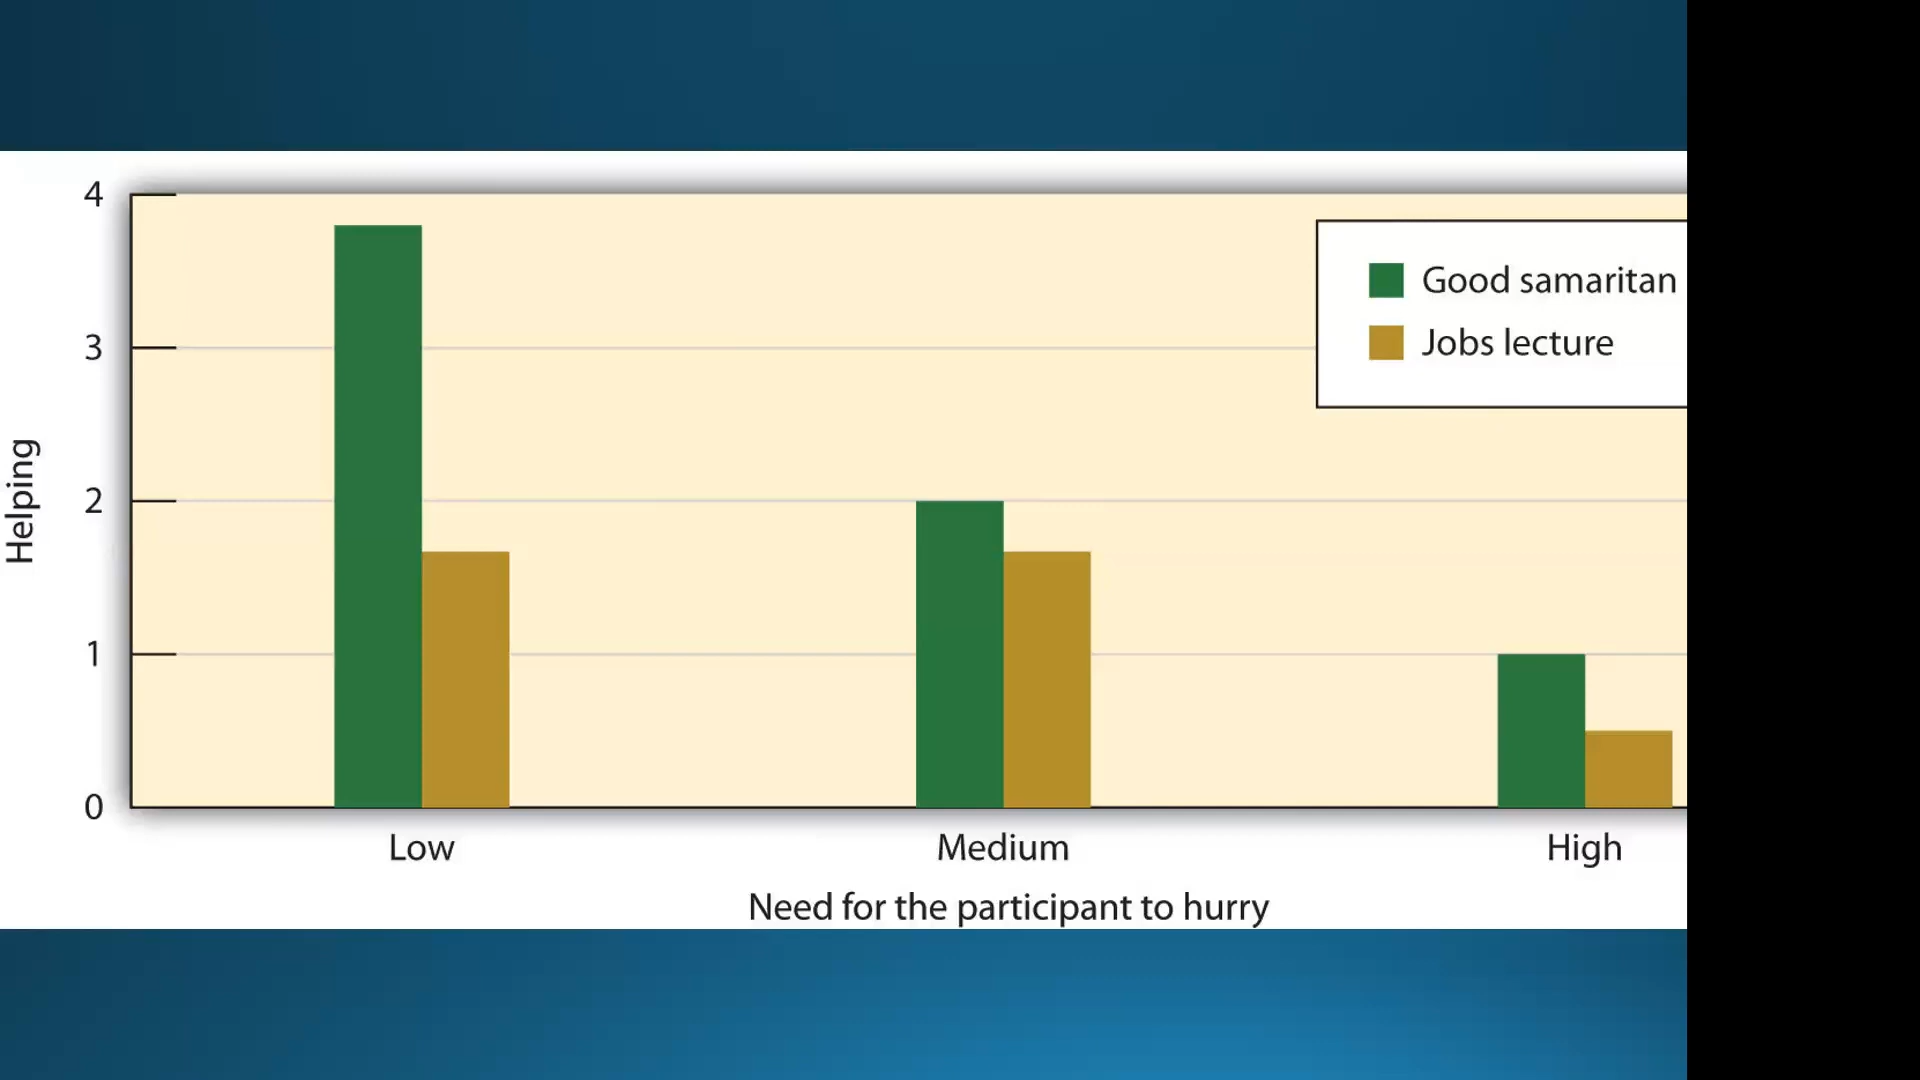 4
3
2
1
0
Helping
Good samaritan
Jobs lecture
Low
Medium
High
Need for the participant to hurry